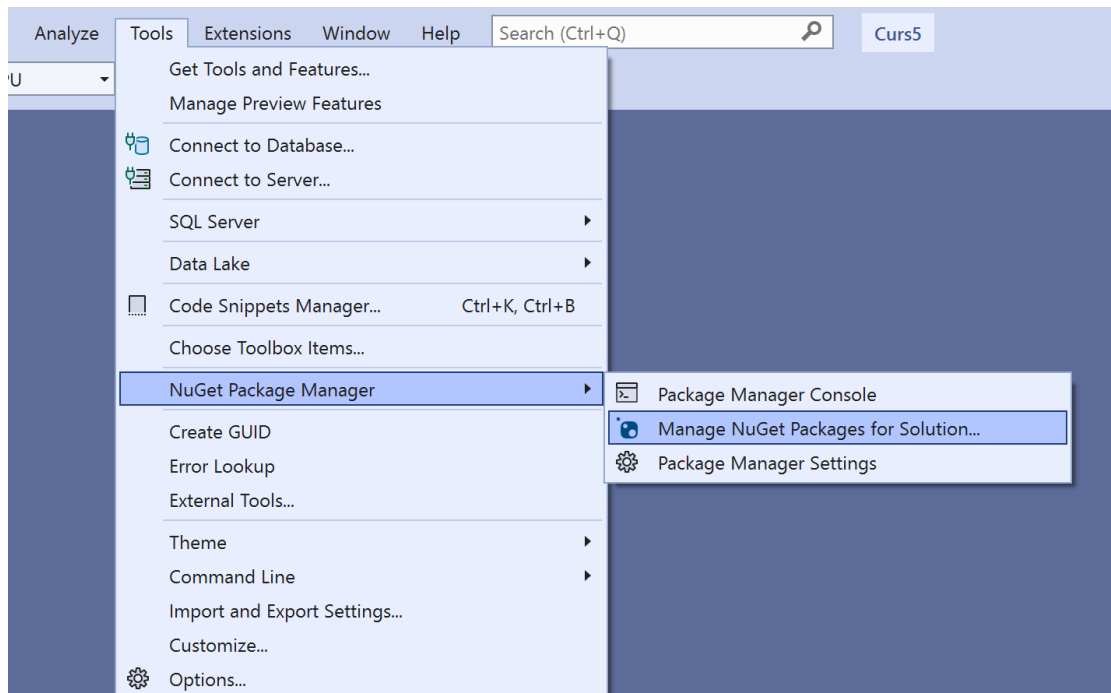 Analyze Tools Extensions Window Help Search (Ctrl+Q) Curs5
PU
Get Tools and Features...
Manage Preview Features
Connect to Database...
Connect to Server...
SQL Server
Data Lake
Code Snippets Manager... Ctrl+K, Ctrl+B
Choose Toolbox Items...
NuGet Package Manager
Package Manager Console
Manage NuGet Packages for Solution...
Package Manager Settings
Create GUID
Error Lookup
External Tools...
Theme
Command Line
Import and Export Settings...
Customize...
Options...